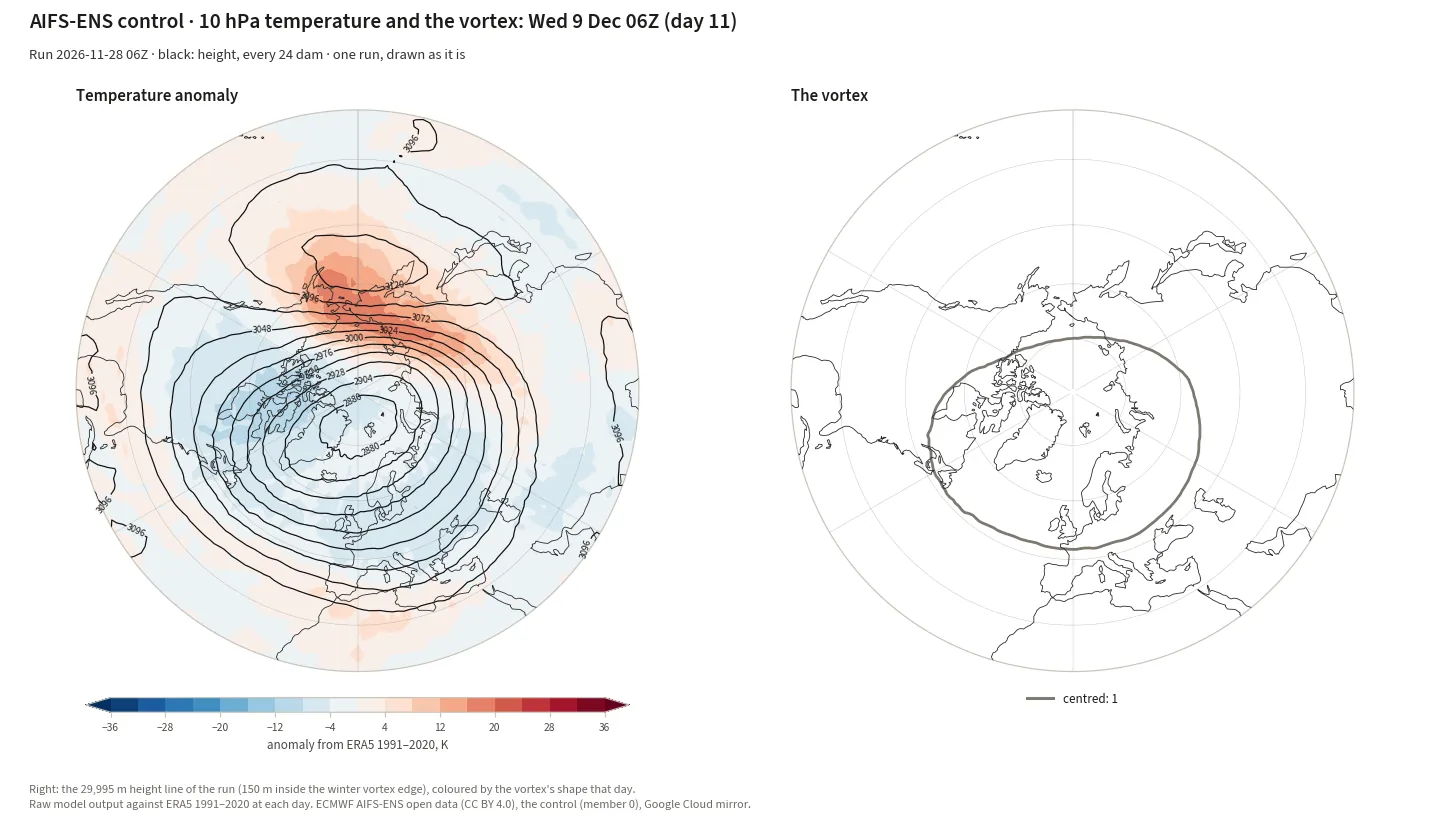 AIFS-ENS control · 10 hPa temperature and the vortex: Wed 9 Dec 06Z (day 11)
Run 2026-11-28 06Z · black: height, every 24 dam · one run, drawn as it is
Temperature anomaly
The vortex
3096
3120
3096
3072
3048
3024
3000
2976
2928
2904
2880
2880
3096
3096
3096
3096
3096
centred: 1
−36 −28 −20 −12 −4 4 12 20 28 36
anomaly from ERA5 1991–2020, K
Right: the 29,995 m height line of the run (150 m inside the winter vortex edge), coloured by the vortex's shape that day.
Raw model output against ERA5 1991–2020 at each day. ECMWF AIFS-ENS open data (CC BY 4.0), the control (member 0), Google Cloud mirror.